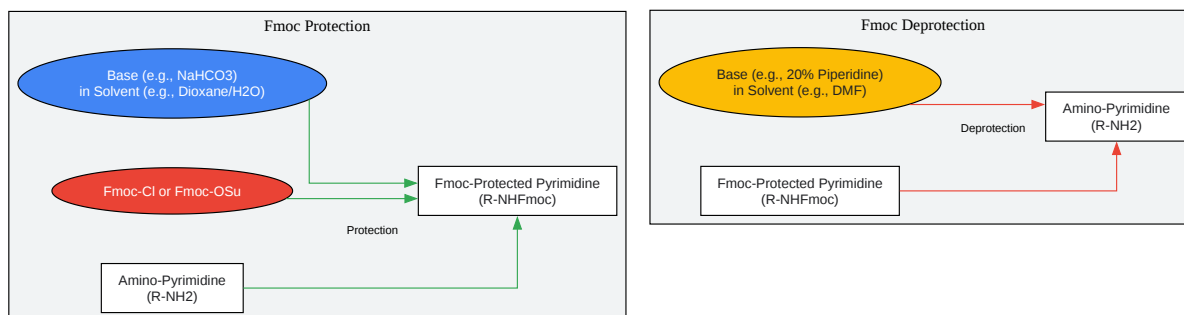 Fmoc Protection
Base (e.g., NaHCO3)
in Solvent (e.g., Dioxane/H2O)
Fmoc-Cl or Fmoc-OSu
Fmoc-Protected Pyrimidine
(R-NHFmoc)
Protection
Amino-Pyrimidine
(R-NH2)
Fmoc Deprotection
Base (e.g., 20% Piperidine)
in Solvent (e.g., DMF)
Amino-Pyrimidine
(R-NH2)
Deprotection
Fmoc-Protected Pyrimidine
(R-NHFmoc)